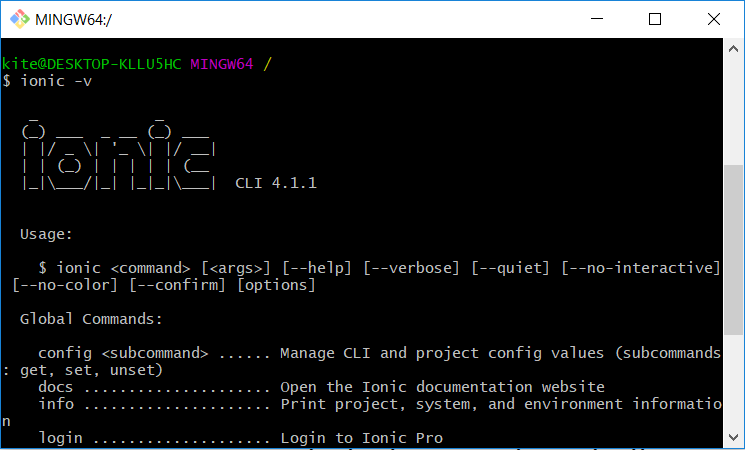 MINGW64:/
kite@DESKTOP-KLLU5HC MINGW64 /
$ ionic -v
   _             _
  (_) ___  _ __ (_) ___
  | |/ _ \| '_ \| |/ __|
  | | (_) | | | | | (__
  |_|\___/|_| |_|_|\___|  CLI 4.1.1
  Usage:
    $ ionic <command> [<args>] [--help] [--verbose] [--quiet] [--no-interactive]
 [--no-color] [--confirm] [options]
  Global Commands:
    config <subcommand> ...... Manage CLI and project config values (subcommands
: get, set, unset)
    docs ..................... Open the Ionic documentation website
    info ..................... Print project, system, and environment informatio
n
    login .................... Login to Ionic Pro